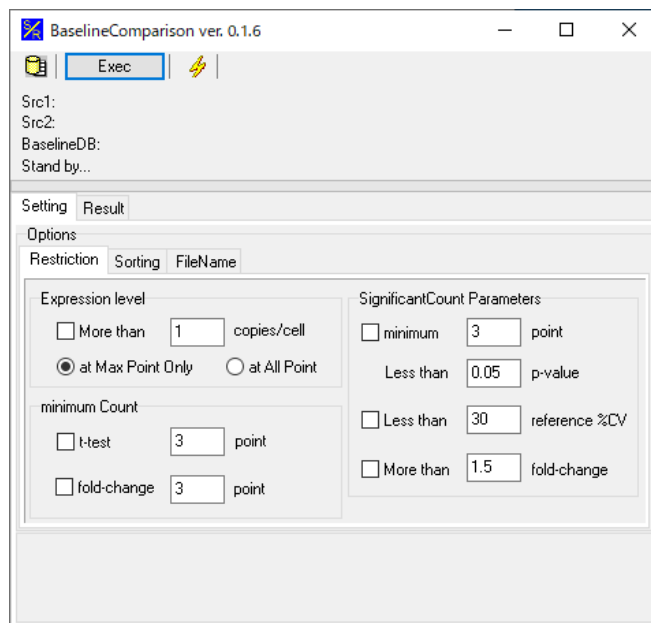 BaselineComparison ver. 0.1.6
Exec
Src1:
Src2:
BaselineDB:
Stand by...
Setting Result
Options
Restriction Sorting FileName
Expression level
More than 1 copies/cell
at Max Point Only at All Point
minimum Count
t-test 3 point
fold-change 3 point
SignificantCount Parameters
minimum 3 point
Less than 0.05 p-value
Less than 30 reference %CV
More than 1.5 fold-change